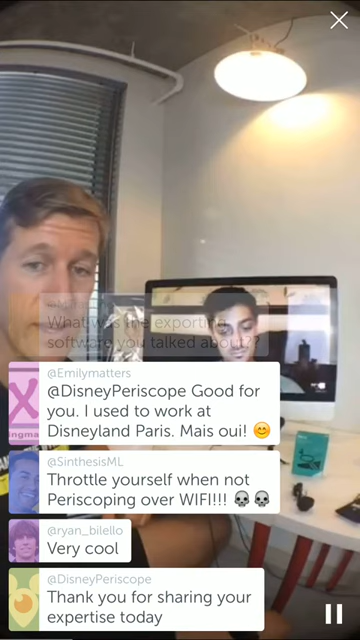 What was the exporting
software you talked about??
@Emilymatters
@DisneyPeriscope Good for
you. I used to work at
Disneyland Paris. Mais oui! 😊
@SinthesisML
Throttle yourself when not
Periscoping over WIFI!!! 💀💀
@ryan_bilello
Very cool
@DisneyPeriscope
Thank you for sharing your
expertise today